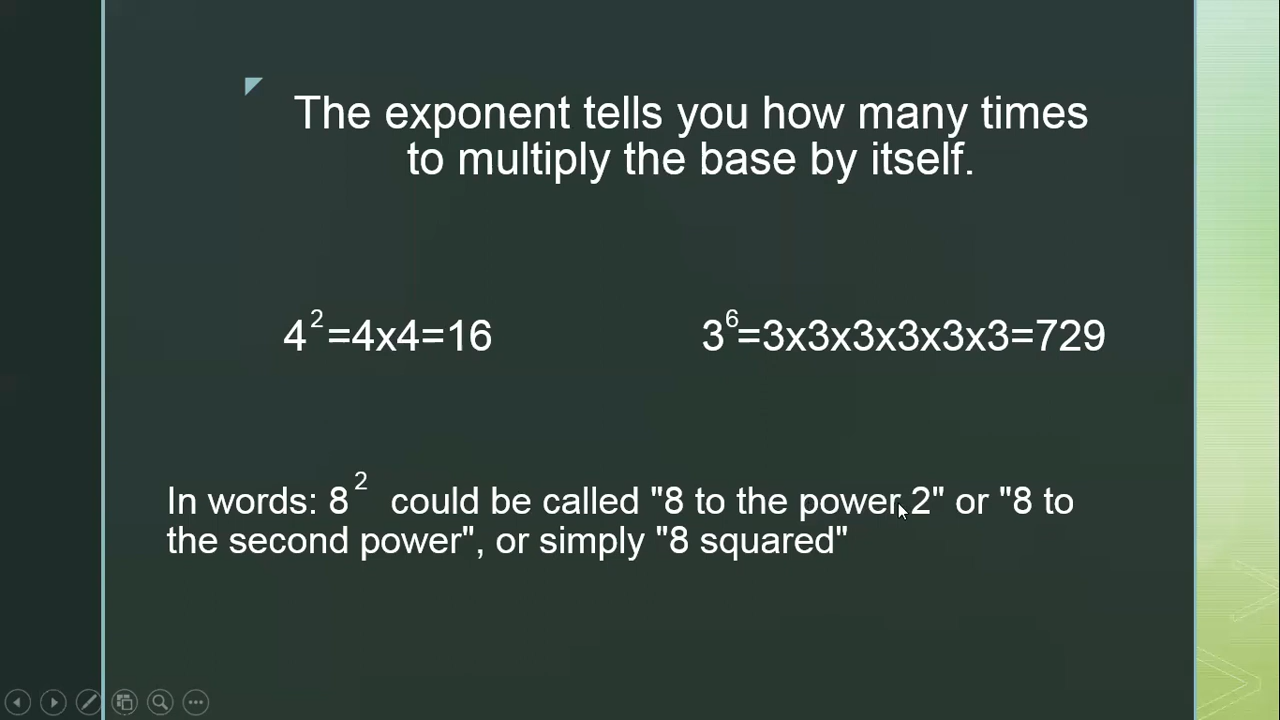 The exponent tells you how many times
to multiply the base by itself.
4²=4x4=16
3⁶=3x3x3x3x3x3=729
In words: 8² could be called "8 to the power 2" or "8 to
the second power", or simply "8 squared"